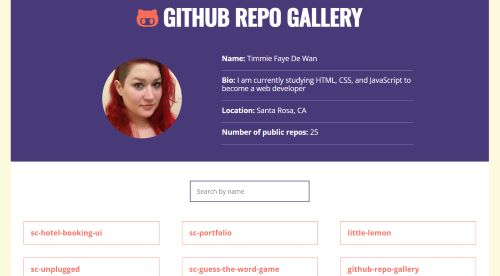 GITHUB REPO GALLERY
Name: Timmie Faye De Wan
Bio: I am currently studying HTML, CSS, and JavaScript to
become a web developer
Location: Santa Rosa, CA
Number of public repos: 25
Search by name
sc-hotel-booking-ui
sc-portfolio
little-lemon
sc-unplugged
sc-guess-the-word-game
github-repo-gallery